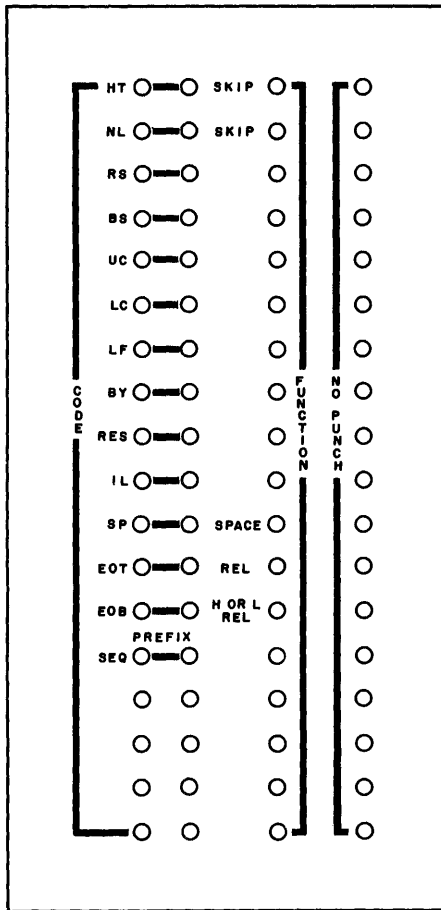 HT SKIP
NL SKIP
RS
BS
UC
LC
LF
BY
RES
IL
SP SPACE
EOT REL
EOB H OR L
REL
PREFIX
SEQ
CODE
FUNCTION
NO PUNCH